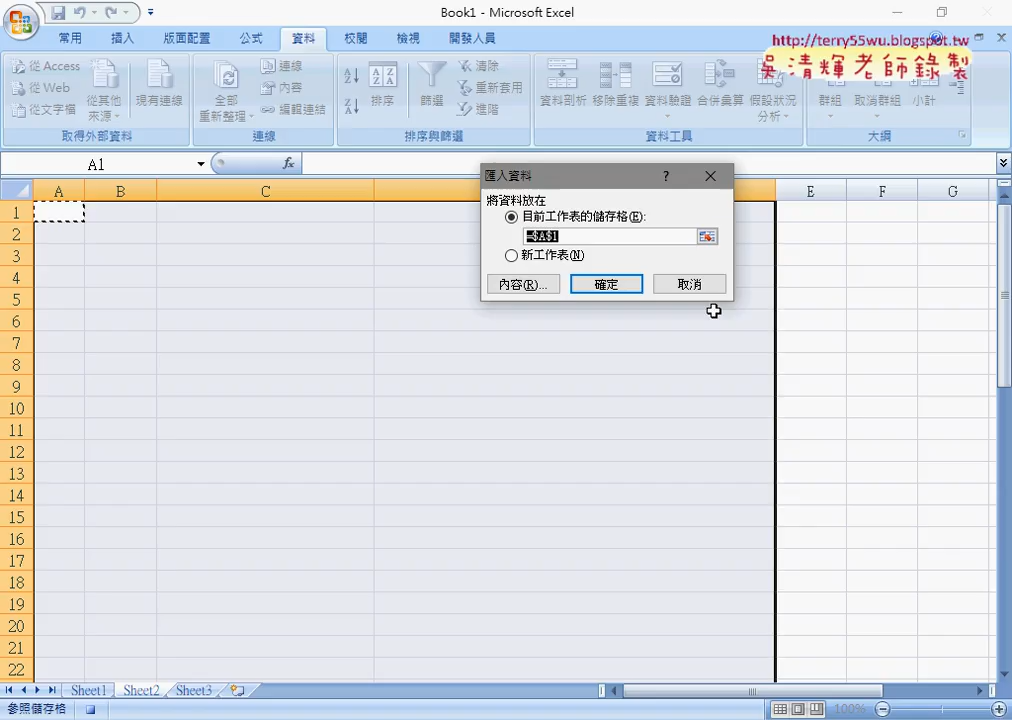 Book1 - Microsoft Excel
常用 插入 版面配置 公式 資料 校閱 檢視 開發人員
http://terry55wu.blogspot.tw
吳清輝老師錄製
從 Access
從 Web
從文字檔
從其他來源
現有連線
取得外部資料
全部重新整理
連線
內容
編輯連結
連線
排序
篩選
清除
重新套用
進階
排序與篩選
資料剖析 移除重複 資料驗證 合併彙算 假設狀況分析
資料工具
群組 取消群組 小計
大綱
A1
fx
A B C E F G
匯入資料 ?
將資料放在
目前工作表的儲存格(E):
=$A$1
新工作表(N)
內容(R)... 確定 取消
1
2
3
4
5
6
7
8
9
10
11
12
13
14
15
16
17
18
19
20
21
22
Sheet1 Sheet2 Sheet3
參照儲存格
100%